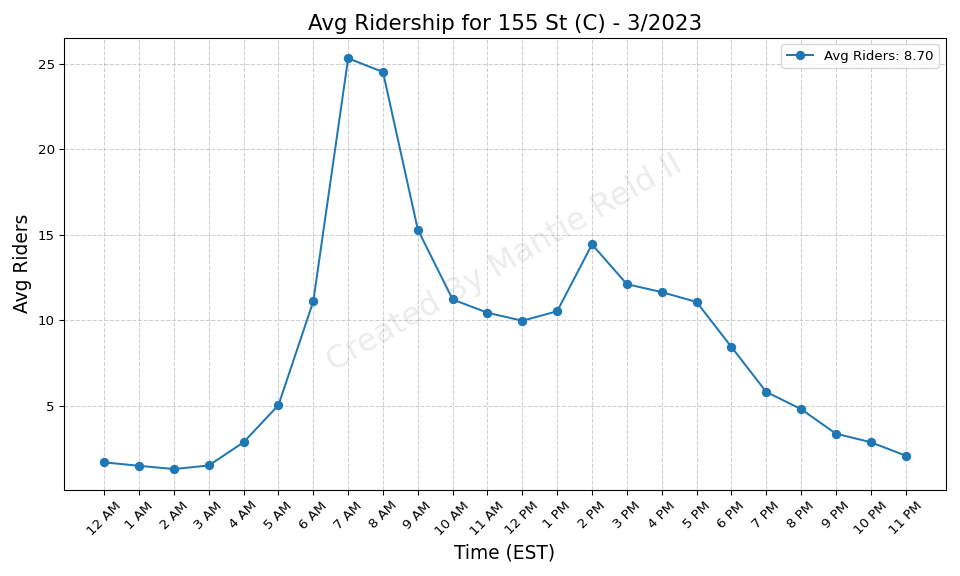 Avg Ridership for 155 St (C) - 3/2023
Avg Riders: 8.70
25
20
15
10
5
Avg Riders
Created By Mantie Reid II
12 AM
1 AM
2 AM
3 AM
4 AM
5 AM
6 AM
7 AM
8 AM
9 AM
10 AM
11 AM
12 PM
1 PM
2 PM
3 PM
4 PM
5 PM
6 PM
7 PM
8 PM
9 PM
10 PM
11 PM
Time (EST)